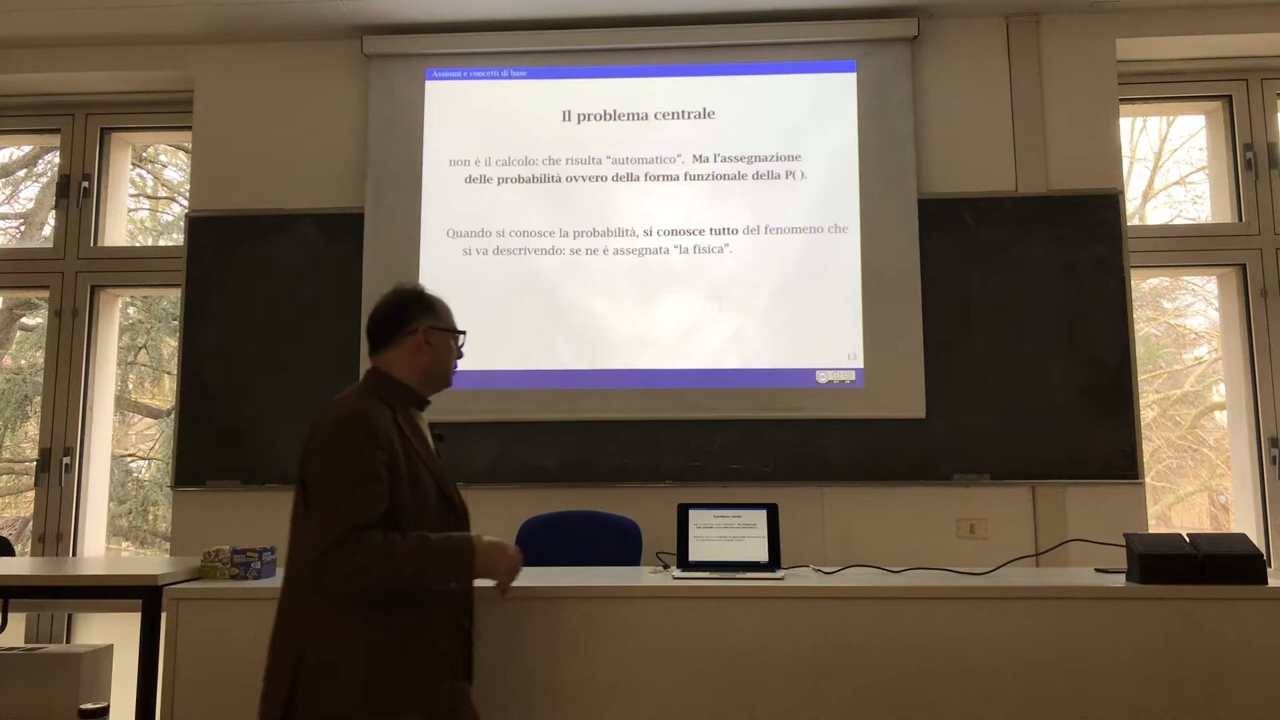 Assiomi e concetti di base
Il problema centrale
non è il calcolo: che risulta “automatico”. Ma l'assegnazione
delle probabilità ovvero della forma funzionale della P( ).
Quando si conosce la probabilità, si conosce tutto del fenomeno che
si va descrivendo: se ne è assegnata “la fisica”.
13